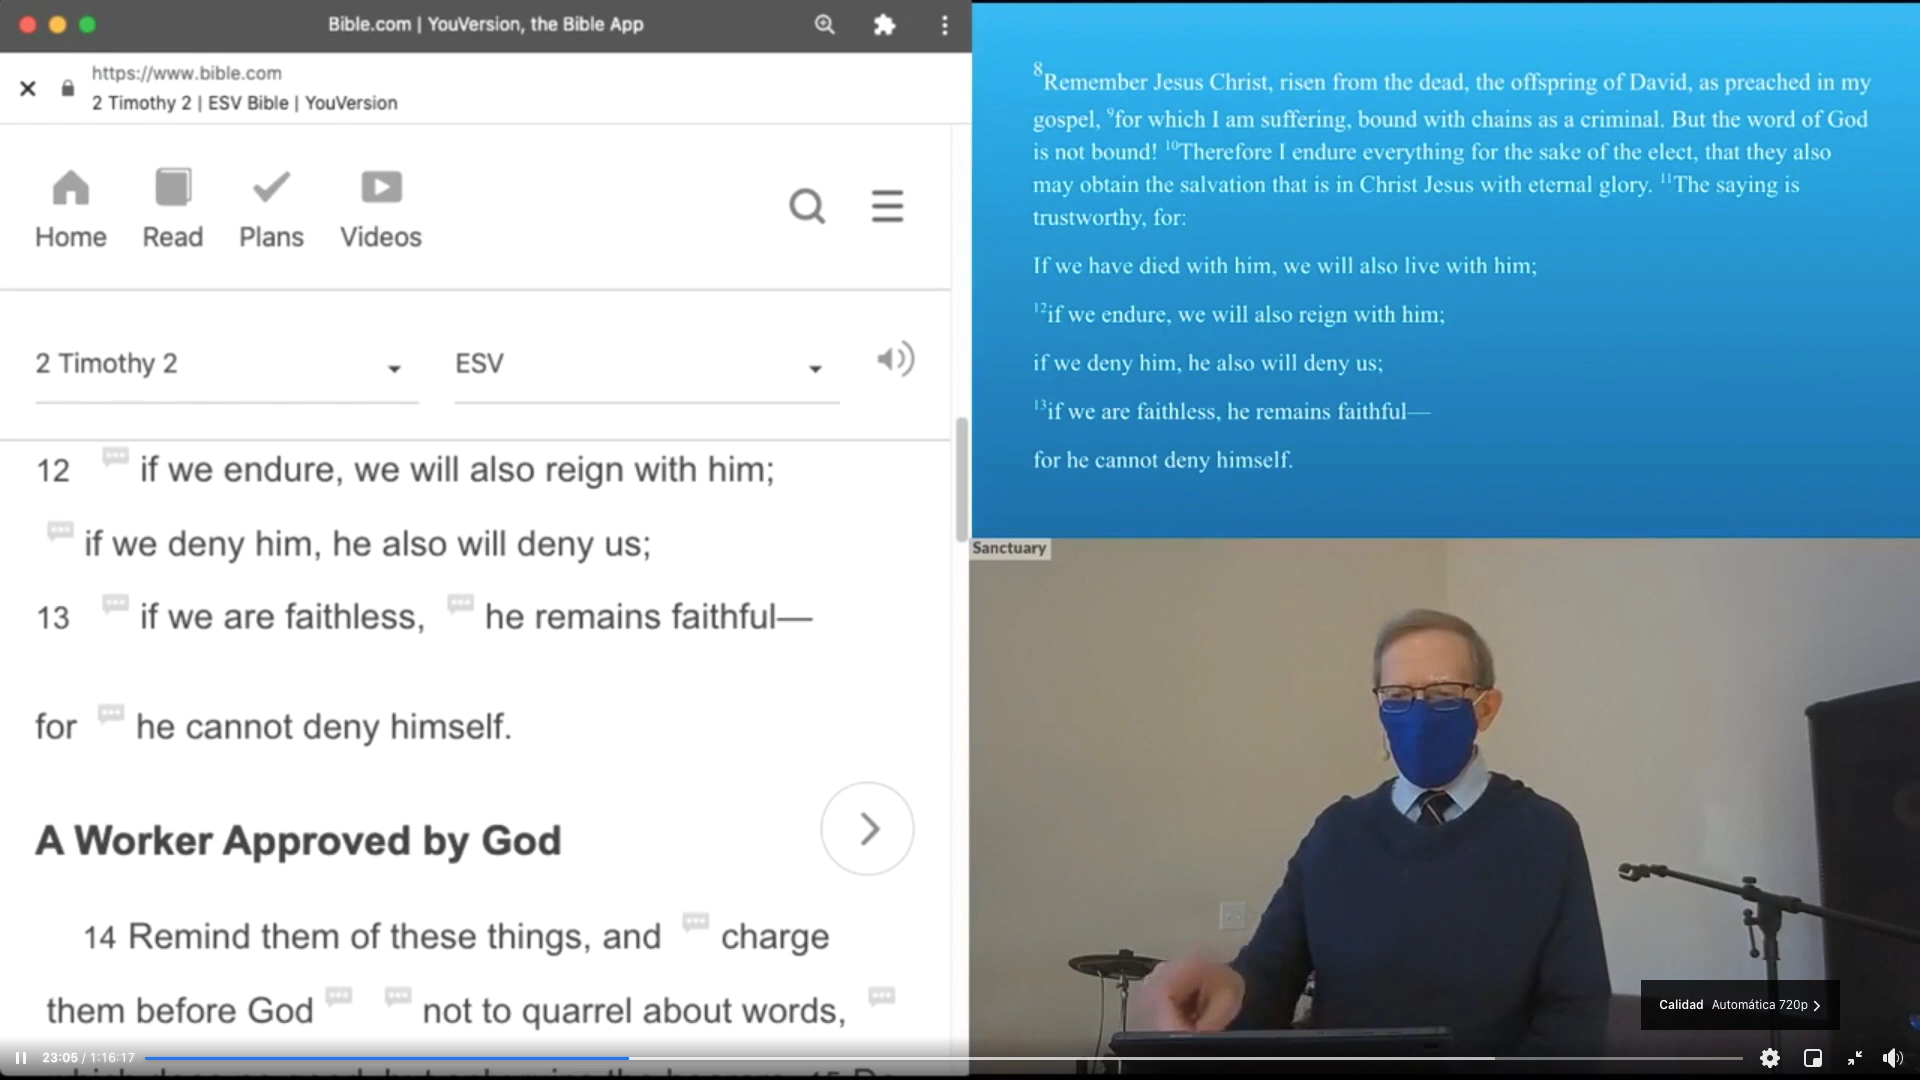 Bible.com | YouVersion, the Bible App
https://www.bible.com
2 Timothy 2 | ESV Bible | YouVersion
Home Read Plans Videos
2 Timothy 2 ESV
12 if we endure, we will also reign with him;
if we deny him, he also will deny us;
13 if we are faithless, he remains faithful—
for he cannot deny himself.
A Worker Approved by God
14 Remind them of these things, and charge
them before God not to quarrel about words,
8Remember Jesus Christ, risen from the dead, the offspring of David, as preached in my
gospel, 9for which I am suffering, bound with chains as a criminal. But the word of God
is not bound! 10Therefore I endure everything for the sake of the elect, that they also
may obtain the salvation that is in Christ Jesus with eternal glory. 11The saying is
trustworthy, for:
If we have died with him, we will also live with him;
12if we endure, we will also reign with him;
if we deny him, he also will deny us;
13if we are faithless, he remains faithful—
for he cannot deny himself.
Sanctuary
Calidad Automática 720p
23:05 / 1:16:17